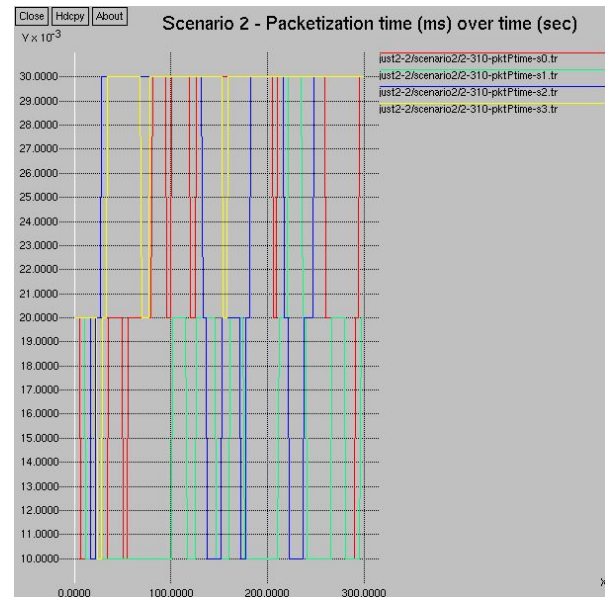 Close Hdcpy About
Scenario 2 - Packetization time (ms) over time (sec)
Y x 10-3
just2-2/scenario2/2-310-pktPtime-s0.tr
just2-2/scenario2/2-310-pktPtime-s1.tr
just2-2/scenario2/2-310-pktPtime-s2.tr
just2-2/scenario2/2-310-pktPtime-s3.tr
30.0000
29.0000
28.0000
27.0000
26.0000
25.0000
24.0000
23.0000
22.0000
21.0000
20.0000
19.0000
18.0000
17.0000
16.0000
15.0000
14.0000
13.0000
12.0000
11.0000
10.0000
X
0.0000 100.0000 200.0000 300.0000